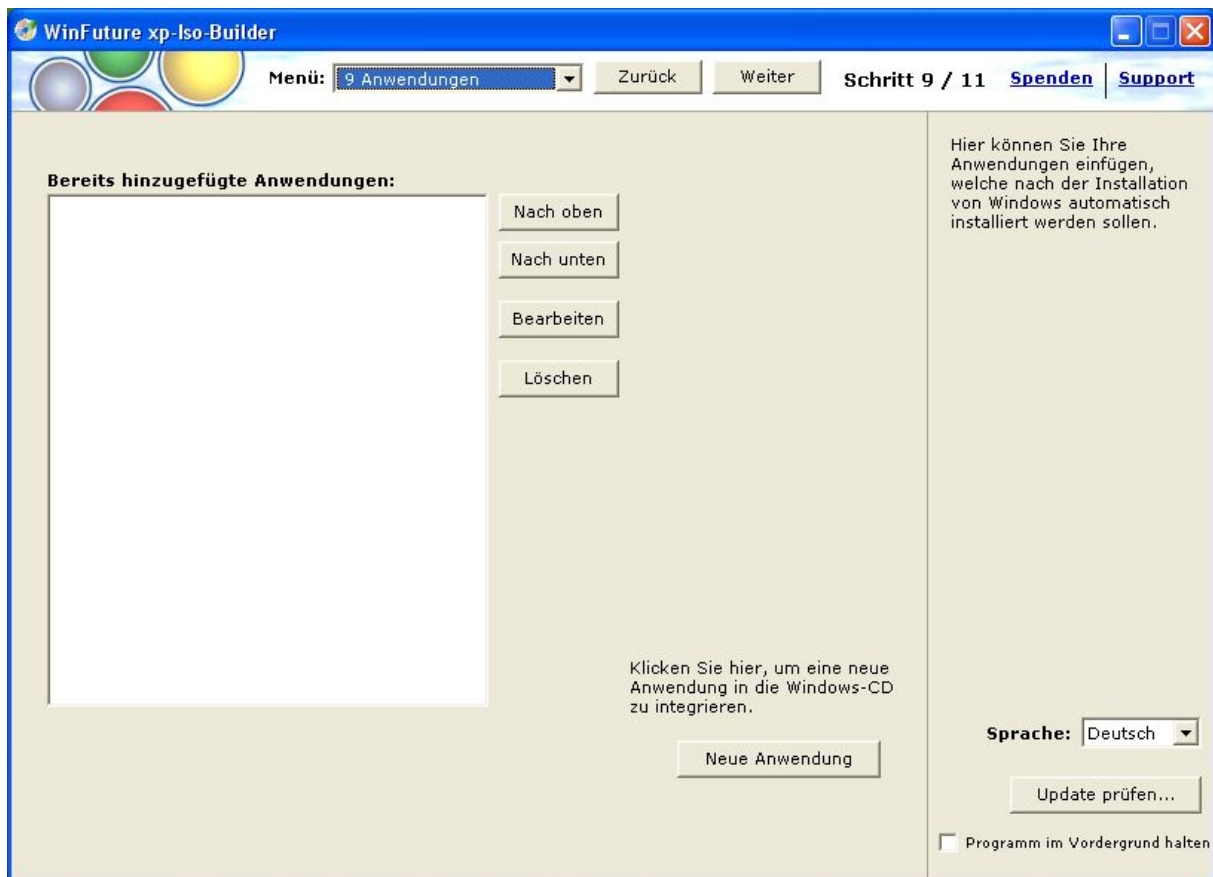 WinFuture xp-Iso-Builder
Menü: 9 Anwendungen Zurück Weiter Schritt 9 / 11 Spenden Support
Bereits hinzugefügte Anwendungen:
Nach oben
Nach unten
Bearbeiten
Löschen
Klicken Sie hier, um eine neue
Anwendung in die Windows-CD
zu integrieren.
Neue Anwendung
Hier können Sie Ihre
Anwendungen einfügen,
welche nach der Installation
von Windows automatisch
installiert werden sollen.
Sprache: Deutsch
Update prüfen...
Programm im Vordergrund halten